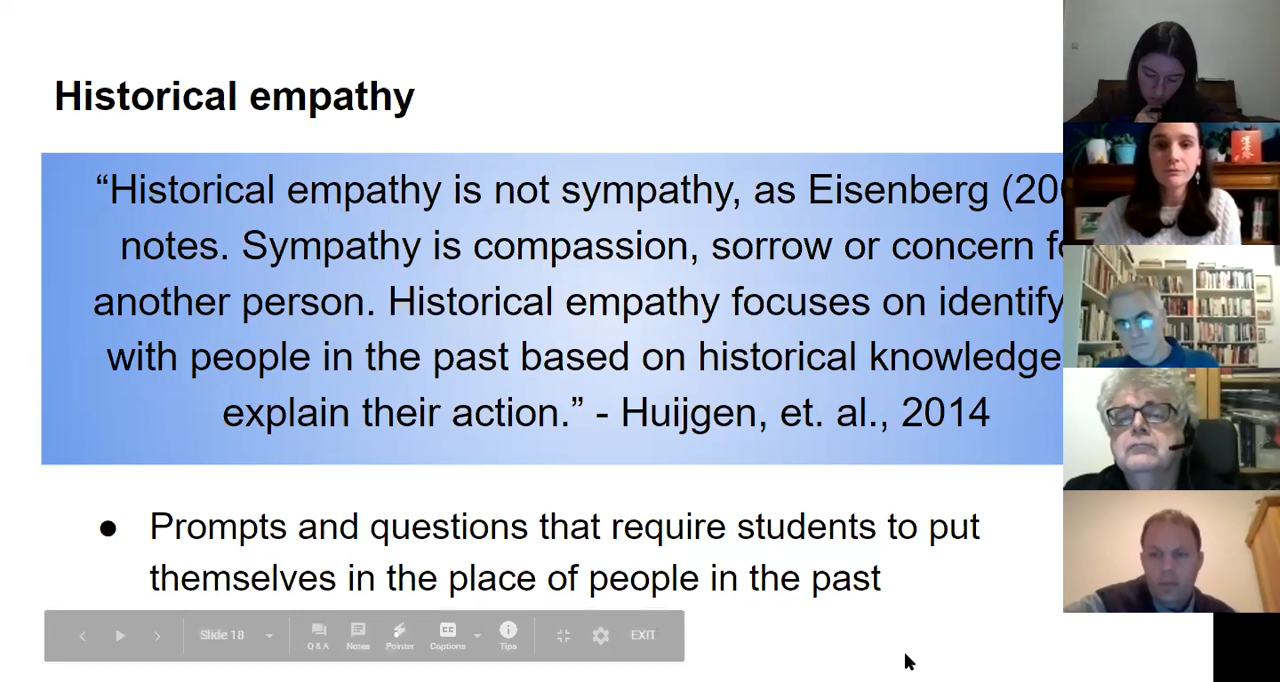 Historical empathy
“Historical empathy is not sympathy, as Eisenberg (200
notes. Sympathy is compassion, sorrow or concern
another person. Historical empathy focuses on identify
with people in the past based on historical knowledge
explain their action.” - Huijgen, et. al., 2014
● Prompts and questions that require students to put
themselves in the place of people in the past
Slide 18
Q & A
Notes
Pointer
CC
Captions
Tips
EXIT